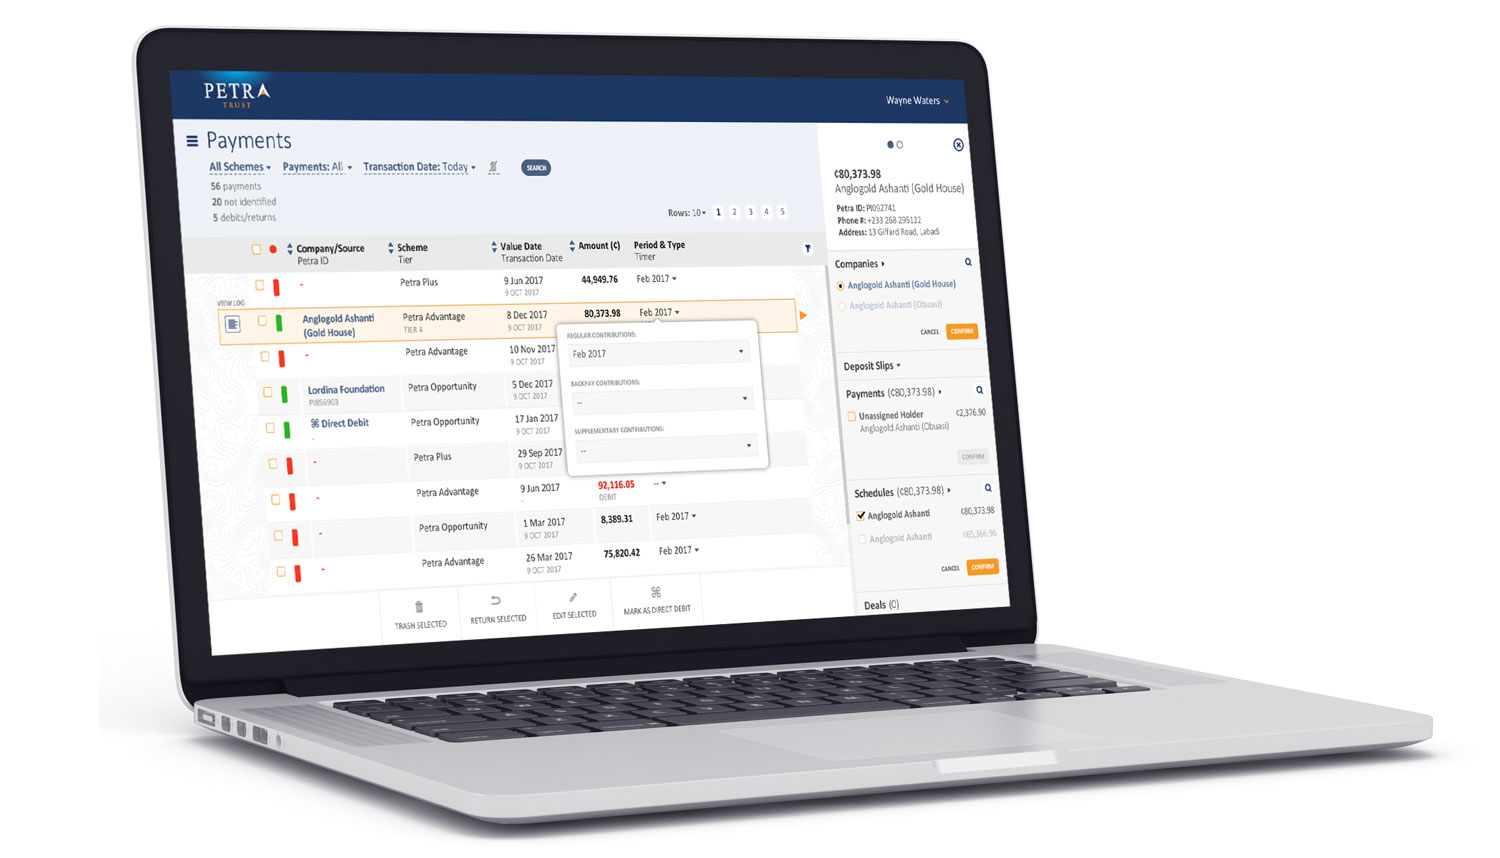 PETRA
TRUST
Wayne Waters
Payments
All Schemes
Payments: All
Transaction Date: Today
SEARCH
56 payments
20 not identified
5 debits/returns
Rows: 10
1 2 3 4 5
Company/Source
Petra ID
Scheme
Tier
Value Date
Transaction Date
Amount (¢)
Period & Type
Timer
-
Petra Plus
9 Jun 2017
9 OCT 2017
44,949.76
Feb 2017
VIEW LOG
Anglogold Ashanti
(Gold House)
Petra Advantage
TIER 4
8 Dec 2017
9 OCT 2017
80,373.98
Feb 2017
-
Petra Advantage
10 Nov 2017
9 OCT 2017
Lordina Foundation
PI856903
Petra Opportunity
5 Dec 2017
9 OCT 2017
⌘ Direct Debit
-
Petra Opportunity
17 Jan 2017
9 OCT 2017
-
Petra Plus
29 Sep 2017
9 OCT 2017
-
Petra Advantage
9 Jun 2017
-
92,116.05
DEBIT
--
-
Petra Opportunity
1 Mar 2017
9 OCT 2017
8,389.31
Feb 2017
-
Petra Advantage
26 Mar 2017
9 OCT 2017
75,820.42
Feb 2017
REGULAR CONTRIBUTIONS:
Feb 2017
BACKPAY CONTRIBUTIONS:
--
SUPPLEMENTARY CONTRIBUTIONS:
--
TRASH SELECTED
RETURN SELECTED
EDIT SELECTED
MARK AS DIRECT DEBIT
¢80,373.98
Anglogold Ashanti (Gold House)
Petra ID: PI092741
Phone #: +233 268 295122
Address: 13 Giffard Road, Labadi
Companies
Anglogold Ashanti (Gold House)
Anglogold Ashanti (Obuasi)
CANCEL
CONFIRM
Deposit Slips
Payments (¢80,373.98)
Unassigned Holder
Anglogold Ashanti (Obuasi)
¢2,376.90
CONFIRM
Schedules (¢80,373.98)
Anglogold Ashanti
¢80,373.98
Anglogold Ashanti
¢65,366.96
CANCEL
CONFIRM
Deals (0)